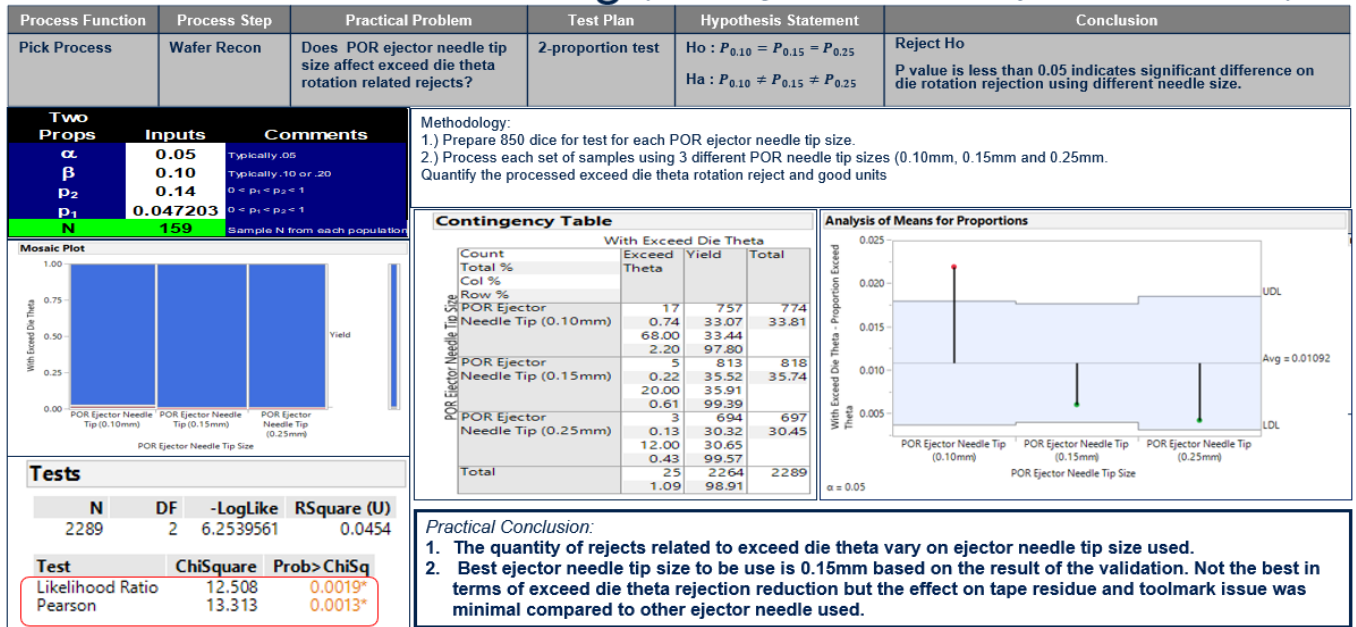 Process Function Process Step Practical Problem Test Plan Hypothesis Statement Conclusion
Pick Process Wafer Recon Does POR ejector needle tip
size affect exceed die theta
rotation related rejects?
2-proportion test
Ho : P0.10 = P0.15 = P0.25
Ha : P0.10 ≠ P0.15 ≠ P0.25
Reject Ho
P value is less than 0.05 indicates significant difference on
die rotation rejection using different needle size.
Two
Props Inputs Comments
α 0.05 Typically .05
β 0.10 Typically .10 or .20
p2 0.14 0 < p1 < p2 < 1
p1 0.047203 0 < p1 < p2 < 1
N 159 Sample N from each population
Methodology:
1.) Prepare 850 dice for test for each POR ejector needle tip size.
2.) Process each set of samples using 3 different POR needle tip sizes (0.10mm, 0.15mm and 0.25mm.
Quantify the processed exceed die theta rotation reject and good units
Mosaic Plot
With Exceed Die Theta
1.00
0.75
0.50
0.25
0.00
Yield
POR Ejector Needle
Tip (0.10mm)
POR Ejector Needle
Tip (0.15mm)
POR Ejector
Needle Tip
(0.25mm)
POR Ejector Needle Tip Size
Tests
N DF -LogLike RSquare (U)
2289 2 6.2539561 0.0454
Test ChiSquare Prob>ChiSq
Likelihood Ratio 12.508 0.0019*
Pearson 13.313 0.0013*
Contingency Table
With Exceed Die Theta
POR Ejector Needle Tip Size
Count Exceed Yield Total
Total % Theta
Col %
Row %
POR Ejector 17 757 774
Needle Tip (0.10mm) 0.74 33.07 33.81
68.00 33.44
2.20 97.80
POR Ejector 5 813 818
Needle Tip (0.15mm) 0.22 35.52 35.74
20.00 35.91
0.61 99.39
POR Ejector 3 694 697
Needle Tip (0.25mm) 0.13 30.32 30.45
12.00 30.65
0.43 99.57
Total 25 2264 2289
1.09 98.91
Analysis of Means for Proportions
With Exceed Die Theta - Proportion Exceed
Theta
0.025
0.020
0.015
0.010
0.005
UDL
Avg = 0.01092
LDL
POR Ejector Needle Tip
(0.10mm)
POR Ejector Needle Tip
(0.15mm)
POR Ejector Needle Tip
(0.25mm)
POR Ejector Needle Tip Size
α = 0.05
Practical Conclusion:
1. The quantity of rejects related to exceed die theta vary on ejector needle tip size used.
2. Best ejector needle tip size to be use is 0.15mm based on the result of the validation. Not the best in
terms of exceed die theta rejection reduction but the effect on tape residue and toolmark issue was
minimal compared to other ejector needle used.